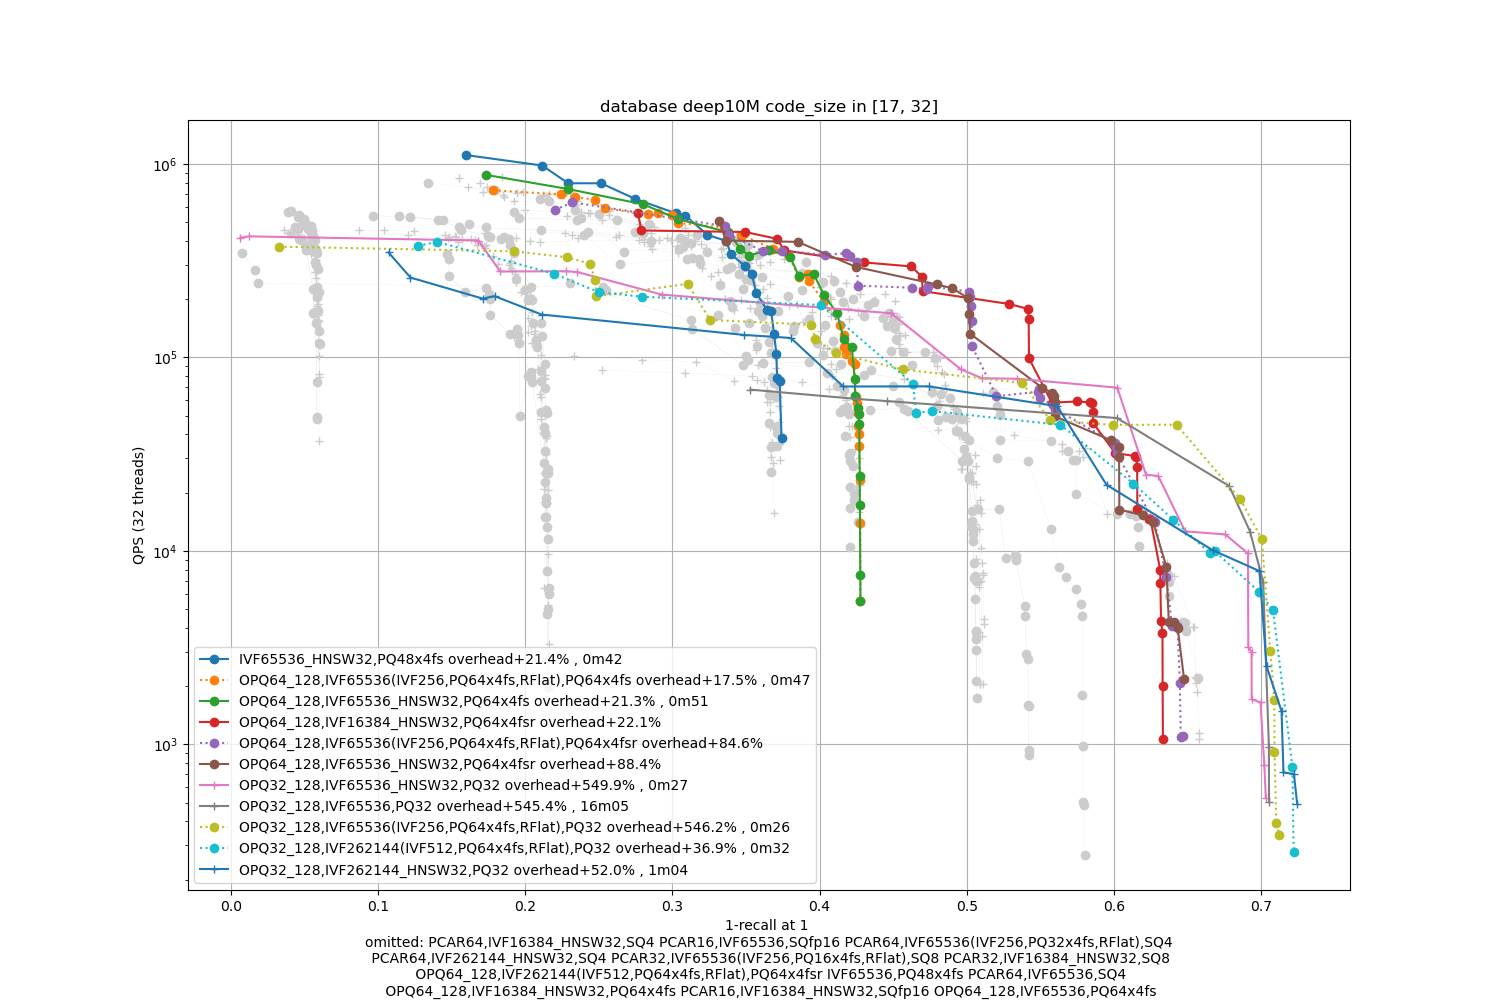 database deep10M code_size in [17, 32]
QPS (32 threads)
10^6
10^5
10^4
10^3
IVF65536_HNSW32,PQ48x4fs overhead+21.4% , 0m42
OPQ64_128,IVF65536(IVF256,PQ64x4fs,RFlat),PQ64x4fs overhead+17.5% , 0m47
OPQ64_128,IVF65536_HNSW32,PQ64x4fs overhead+21.3% , 0m51
OPQ64_128,IVF16384_HNSW32,PQ64x4fsr overhead+22.1%
OPQ64_128,IVF65536(IVF256,PQ64x4fs,RFlat),PQ64x4fsr overhead+84.6%
OPQ64_128,IVF65536_HNSW32,PQ64x4fsr overhead+88.4%
OPQ32_128,IVF65536_HNSW32,PQ32 overhead+549.9% , 0m27
OPQ32_128,IVF65536,PQ32 overhead+545.4% , 16m05
OPQ32_128,IVF65536(IVF256,PQ64x4fs,RFlat),PQ32 overhead+546.2% , 0m26
OPQ32_128,IVF262144(IVF512,PQ64x4fs,RFlat),PQ32 overhead+36.9% , 0m32
OPQ32_128,IVF262144_HNSW32,PQ32 overhead+52.0% , 1m04
0.0 0.1 0.2 0.3 0.4 0.5 0.6 0.7
1-recall at 1
omitted: PCAR64,IVF16384_HNSW32,SQ4 PCAR16,IVF65536,SQfp16 PCAR64,IVF65536(IVF256,PQ32x4fs,RFlat),SQ4
PCAR64,IVF262144_HNSW32,SQ4 PCAR32,IVF65536(IVF256,PQ16x4fs,RFlat),SQ8 PCAR32,IVF16384_HNSW32,SQ8
OPQ64_128,IVF262144(IVF512,PQ64x4fs,RFlat),PQ64x4fsr IVF65536,PQ48x4fs PCAR64,IVF65536,SQ4
OPQ64_128,IVF16384_HNSW32,PQ64x4fs PCAR16,IVF16384_HNSW32,SQfp16 OPQ64_128,IVF65536,PQ64x4fs